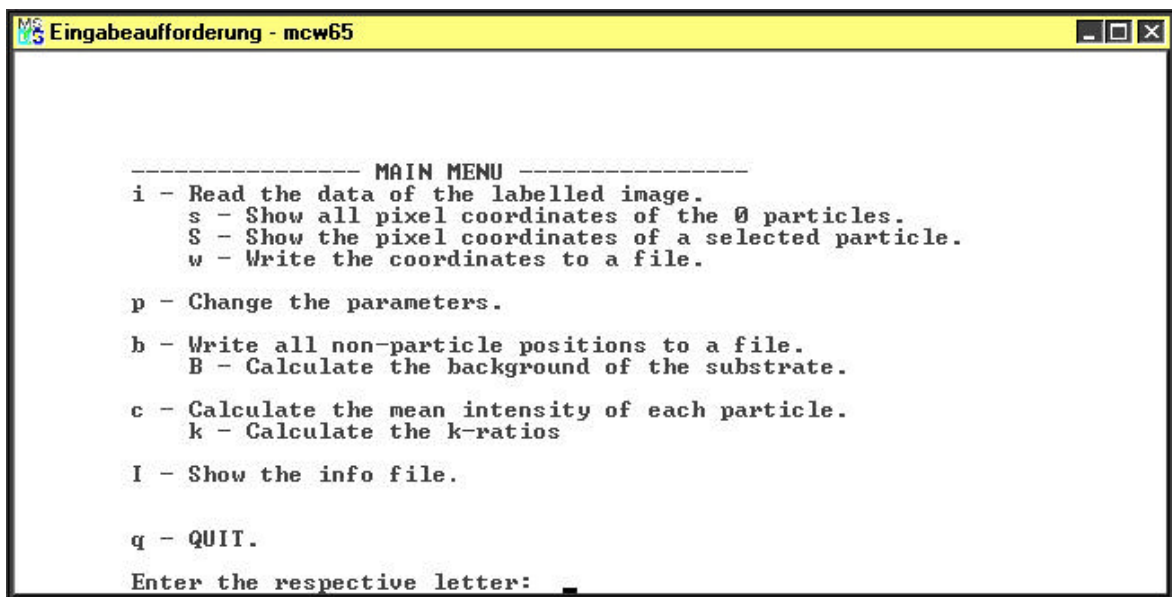 Eingabeaufforderung - mcw65
---------------- MAIN MENU ----------------
i - Read the data of the labelled image.
s - Show all pixel coordinates of the 0 particles.
S - Show the pixel coordinates of a selected particle.
w - Write the coordinates to a file.
p - Change the parameters.
b - Write all non-particle positions to a file.
B - Calculate the background of the substrate.
c - Calculate the mean intensity of each particle.
k - Calculate the k-ratios
I - Show the info file.
q - QUIT.
Enter the respective letter: _